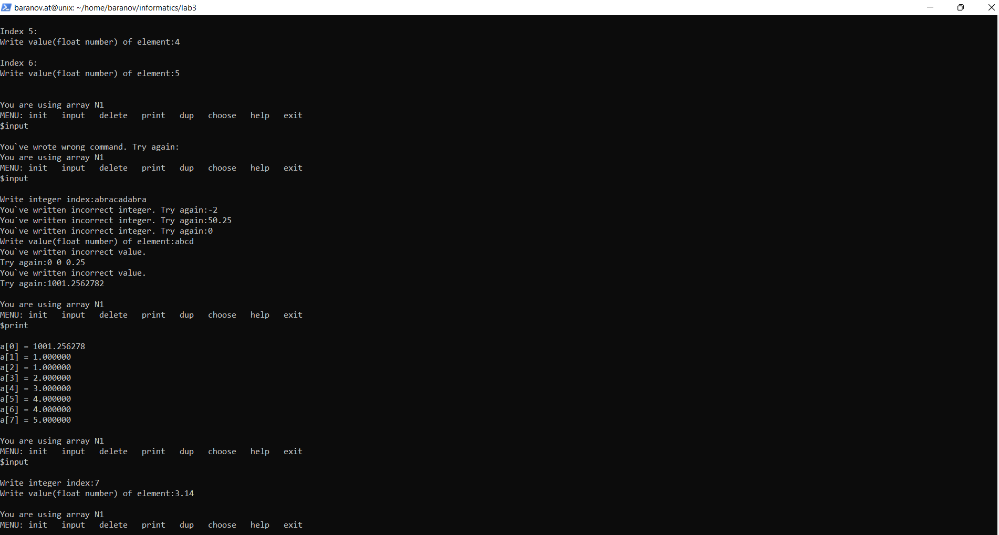 baranov.at@unix: ~/home/baranov/informatics/lab3
Index 5:
Write value(float number) of element:4
Index 6:
Write value(float number) of element:5
You are using array N1
MENU: init   input   delete   print   dup   choose   help   exit
$input
You`ve wrote wrong command. Try again:
You are using array N1
MENU: init   input   delete   print   dup   choose   help   exit
$input
Write integer index:abracadabra
You`ve written incorrect integer. Try again:-2
You`ve written incorrect integer. Try again:50.25
You`ve written incorrect integer. Try again:0
Write value(float number) of element:abcd
You`ve written incorrect value.
Try again:0 0 0.25
You`ve written incorrect value.
Try again:1001.2562782
You are using array N1
MENU: init   input   delete   print   dup   choose   help   exit
$print
a[0] = 1001.256278
a[1] = 1.000000
a[2] = 1.000000
a[3] = 2.000000
a[4] = 3.000000
a[5] = 4.000000
a[6] = 4.000000
a[7] = 5.000000
You are using array N1
MENU: init   input   delete   print   dup   choose   help   exit
$input
Write integer index:7
Write value(float number) of element:3.14
You are using array N1
MENU: init   input   delete   print   dup   choose   help   exit